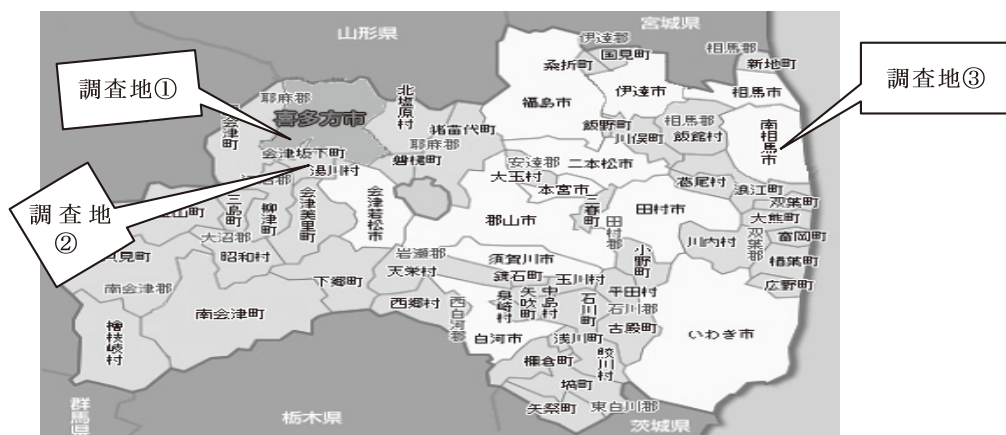 山形県
宮城県
調査地①
調査地③
調査地
②
伊達郡
国見町
桑折町
相馬郡
新地町
相馬市
伊達市
福島市
北塩原村
耶麻郡
喜多方市
会津町
猪苗代町
耶麻郡
磐梯町
飯野町
川俣町
相馬郡
飯舘村
南相馬市
会津坂下町
湯川村
安達郡
大玉村
二本松市
本宮市
葛尾村
浪江町
双葉町
大熊町
双葉郡
富岡町
楢葉町
広野町
川内村
三島町
柳津町
会津美里町
会津若松市
郡山市
三春町
田村郡
田村市
小野町
大沼郡
昭和村
見町
山町
南会津郡
下郷町
岩瀬郡
天栄村
須賀川市
鏡石町
玉川村
平田村
石川郡
古殿町
石川町
中島村
矢吹町
泉崎村
西郷村
西白河郡
白河市
浅川町
鮫川村
棚倉町
塙町
矢祭町
東白川郡
いわき市
南会津町
檜枝岐村
群馬県
栃木県
茨城県